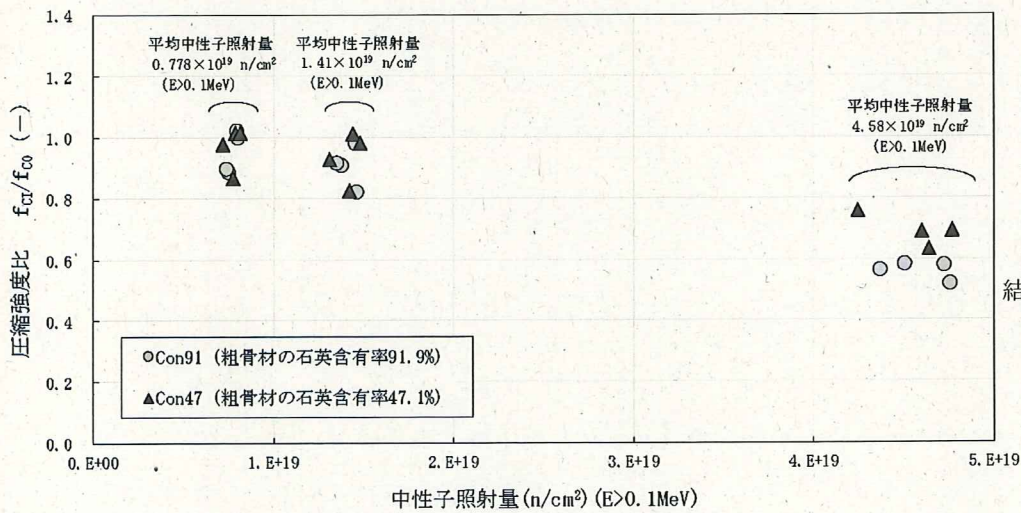 1.4
1.2
1.0
0.8
0.6
0.4
0.2
0.0
圧縮強度比 fCI/fCO (―)
平均中性子照射量
0.778×10¹⁹ n/cm²
(E>0.1MeV)
平均中性子照射量
1.41×10¹⁹ n/cm²
(E>0.1MeV)
平均中性子照射量
4.58×10¹⁹ n/cm²
(E>0.1MeV)
結
○Con91 (粗骨材の石英含有率91.9%)
▲Con47 (粗骨材の石英含有率47.1%)
0.E+00 1.E+19 2.E+19 3.E+19 4.E+19 5.E+19
中性子照射量(n/cm²)(E>0.1MeV)